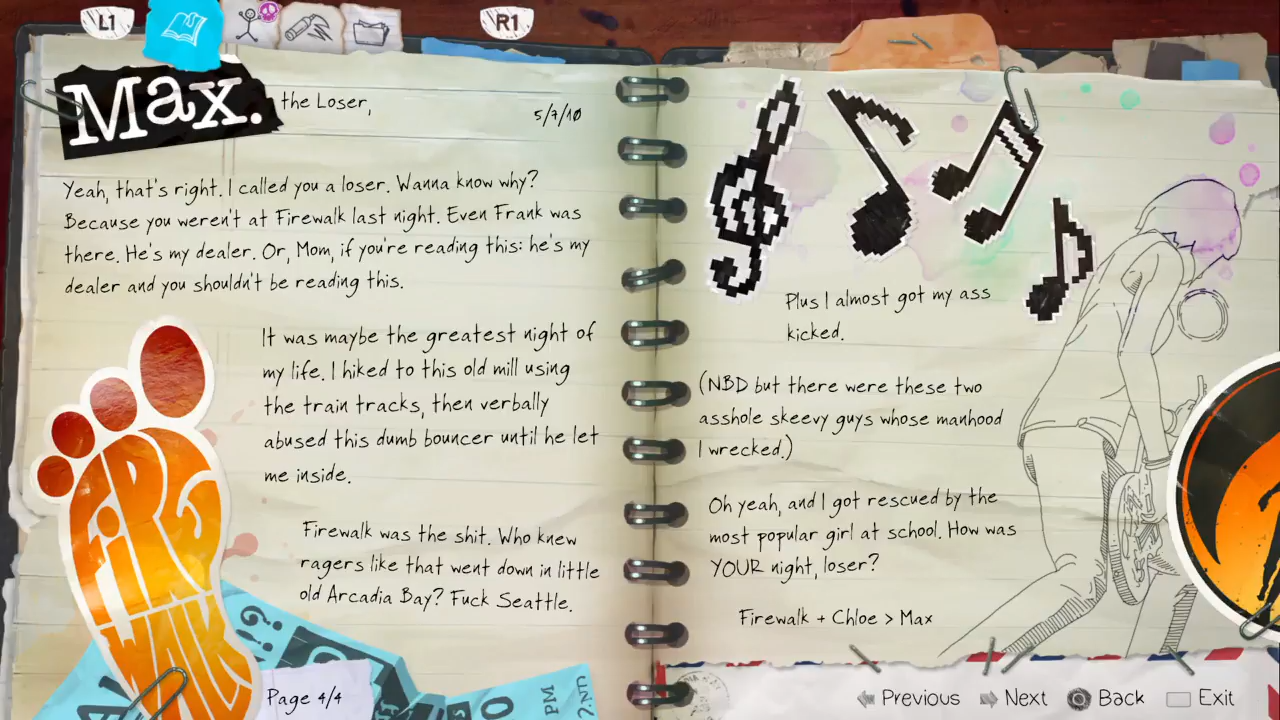 L1
R1
Max. the Loser,
5/7/10
Yeah, that's right. I called you a loser. Wanna know why?
Because you weren't at Firewalk last night. Even Frank was
there. He's my dealer. Or, Mom, if you're reading this: he's my
dealer and you shouldn't be reading this.
It was maybe the greatest night of
my life. I hiked to this old mill using
the train tracks, then verbally
abused this dumb bouncer until he let
me inside.
Firewalk was the shit. Who knew
ragers like that went down in little
old Arcadia Bay? Fuck Seattle.
FiRE
WALK
Page 4/4
PM
Plus I almost got my ass
kicked.
(NBD but there were these two
asshole skeevy guys whose manhood
I wrecked.)
Oh yeah, and I got rescued by the
most popular girl at school. How was
YOUR night, loser?
Firewalk + Chloe > Max
Previous Next Back Exit